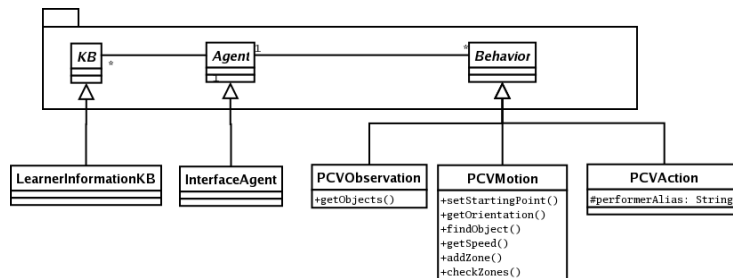 KB
*
Agent
1
1
*
Behavior
LearnerInformationKB
InterfaceAgent
PCVObservation
+getObjects()
PCVMotion
+setStartingPoint()
+getOrientation()
+findObject()
+getSpeed()
+addZone()
+checkZones()
PCVAction
#performerAlias: String